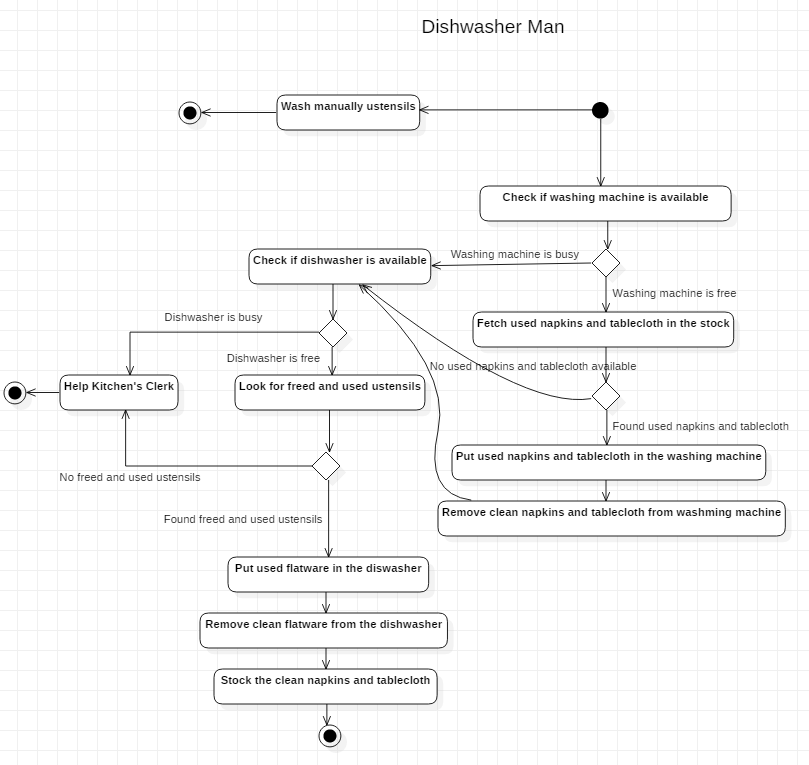 Dishwasher Man
Wash manually ustensils
Check if washing machine is available
Check if dishwasher is available
Washing machine is busy
Washing machine is free
Dishwasher is busy
Fetch used napkins and tablecloth in the stock
Dishwasher is free
No used napkins and tablecloth available
Help Kitchen's Clerk
Look for freed and used ustensils
Found used napkins and tablecloth
Put used napkins and tablecloth in the washing machine
No freed and used ustensils
Remove clean napkins and tablecloth from washming machine
Found freed and used ustensils
Put used flatware in the diswasher
Remove clean flatware from the dishwasher
Stock the clean napkins and tablecloth